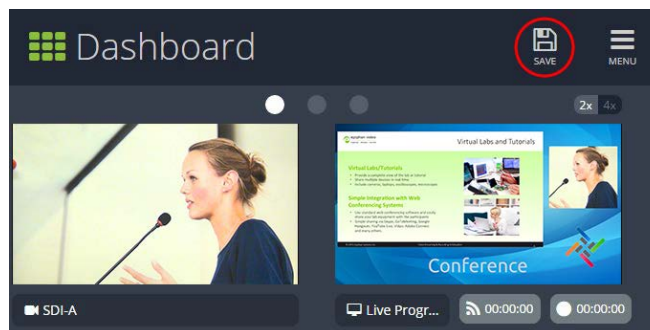 Dashboard
SAVE
MENU
2x 4x
Virtual Labs and Tutorials
Virtual Labs/Tutorials
Simple Integration with Web
Conferencing Systems
Conference
SDI-A
Live Progr...
00:00:00
00:00:00